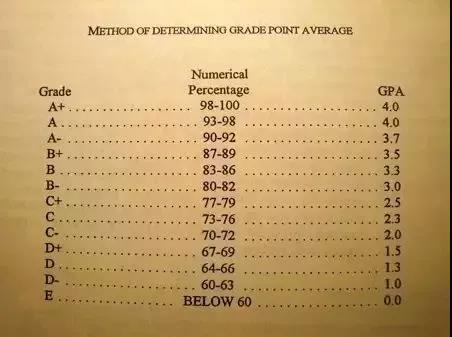 METHOD OF DETERMINING GRADE POINT AVERAGE
Numerical
Grade Percentage GPA
A+ .................... 98-100 .................... 4.0
A .................... 93-98 .................... 4.0
A- .................... 90-92 .................... 3.7
B+ .................... 87-89 .................... 3.5
B .................... 83-86 .................... 3.3
B- .................... 80-82 .................... 3.0
C+ .................... 77-79 .................... 2.5
C .................... 73-76 .................... 2.3
C- .................... 70-72 .................... 2.0
D+ .................... 67-69 .................... 1.5
D .................... 64-66 .................... 1.3
D- .................... 60-63 .................... 1.0
E .................... BELOW 60 .................... 0.0